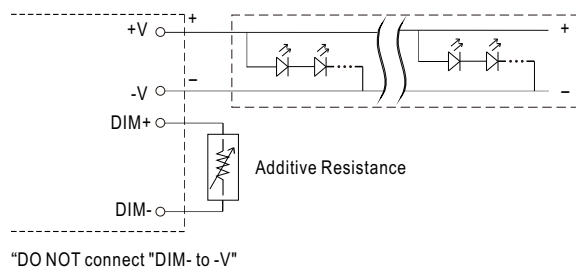 +V
+
-V
−
DIM+
DIM-
Additive Resistance
+
−
"DO NOT connect "DIM- to -V"